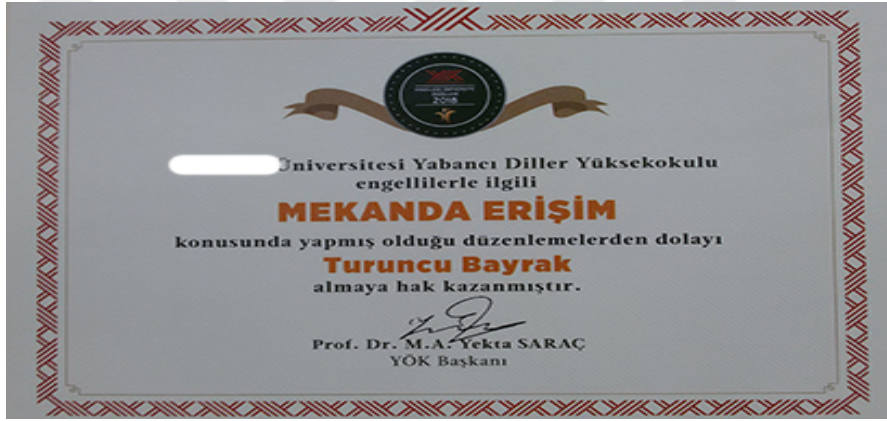 2018
Üniversitesi Yabancı Diller Yüksekokulu
engellilerle ilgili
MEKANDA ERİŞİM
konusunda yapmış olduğu düzenlemelerden dolayı
Turuncu Bayrak
almaya hak kazanmıştır.
Prof. Dr. M.A. Yekta SARAÇ
YÖK Başkanı